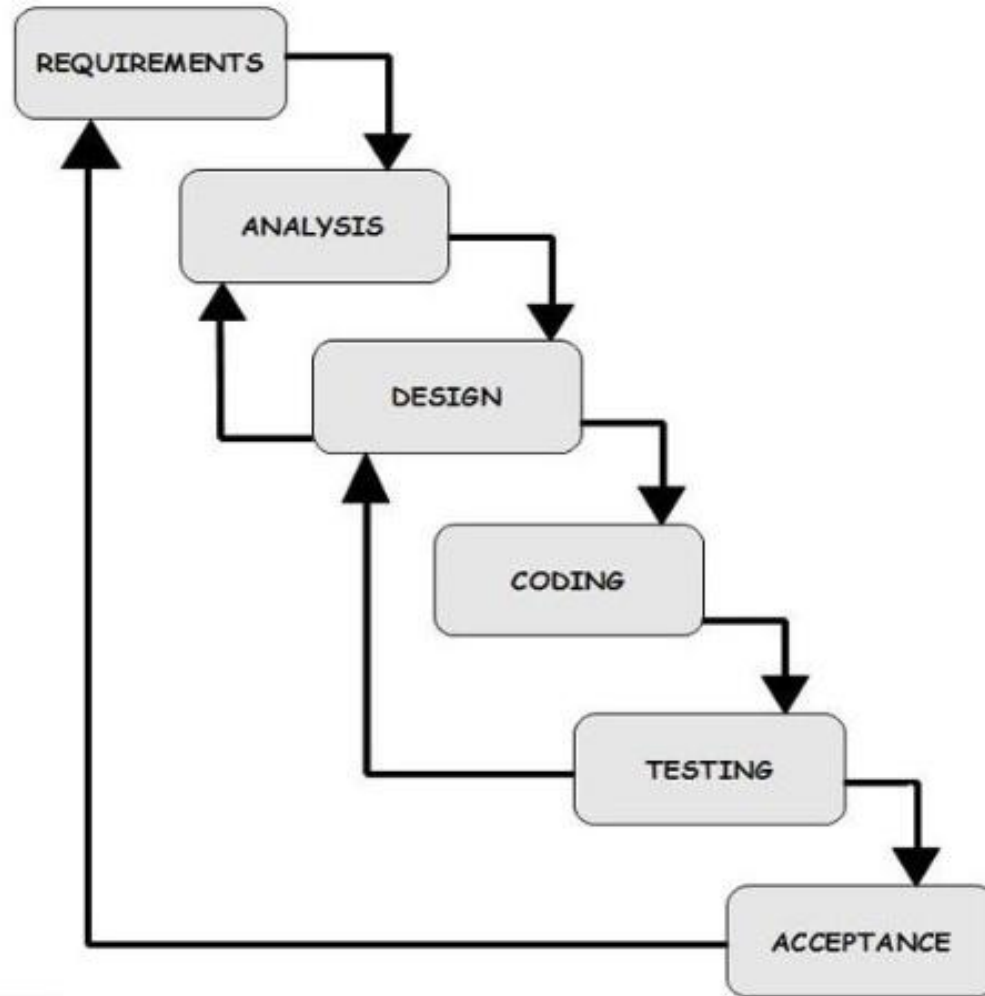 REQUIREMENTS
ANALYSIS
DESIGN
CODING
TESTING
ACCEPTANCE